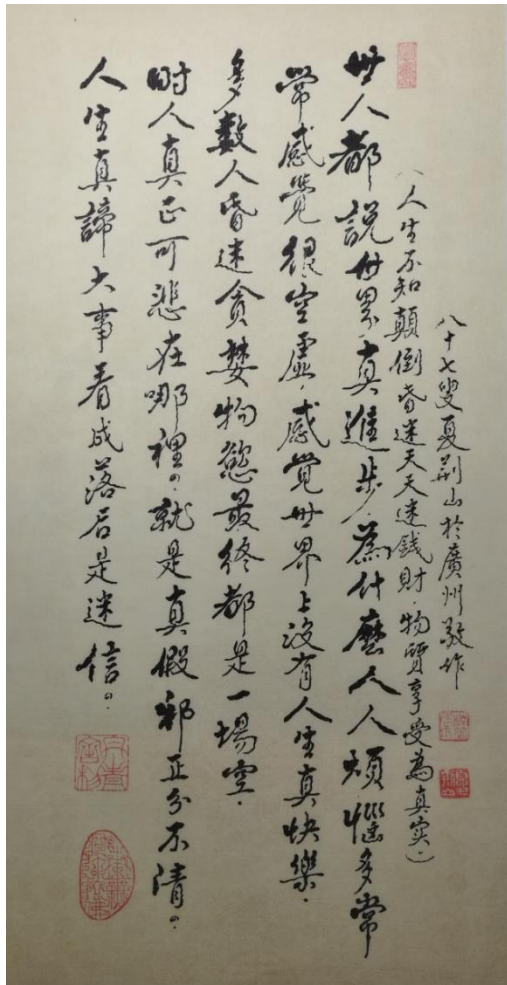 八十七叟夏荆山於廣州敬作
(人生不知顛倒昏迷天天迷錢財.物質享受為真实.)
世人都說世界真進步為什麼人人煩惱多常
常感覺很空虛.感覺世界上沒有人生真快樂.
多數人昏迷貪婪物慾最終都是一場空.
时人真正可悲在哪裡.就是真假邪正分不清.
人生真諦大事看成落后是迷信.